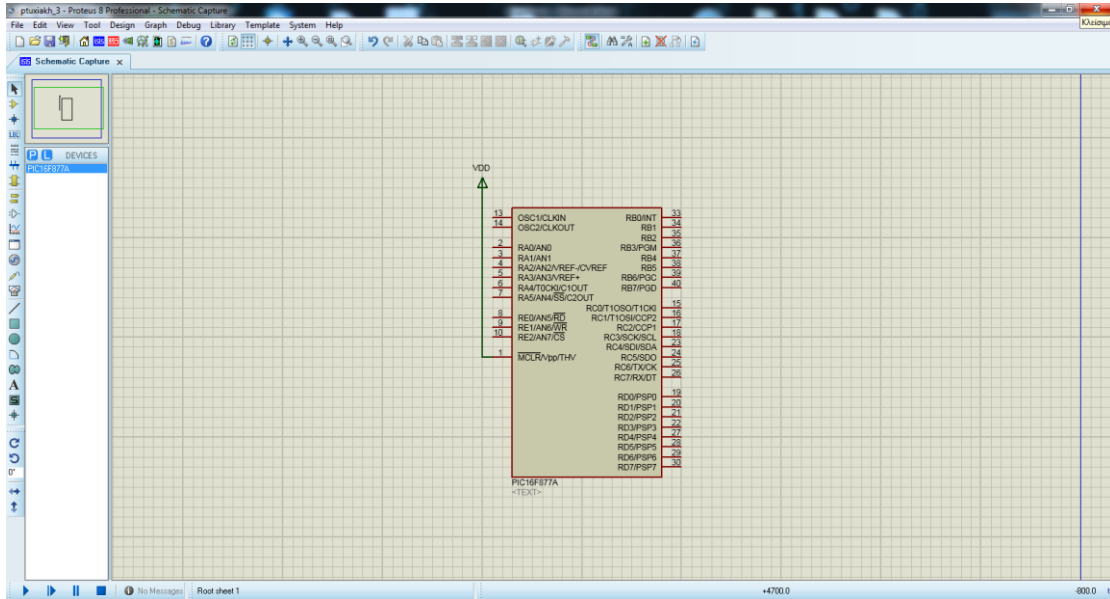 ptuxiakh_3 - Proteus 8 Professional - Schematic Capture
Κλείσιμο
File Edit View Tool Design Graph Debug Library Template System Help
Schematic Capture x
P L DEVICES
PIC16F877A
VDD
13 OSC1/CLKIN
14 OSC2/CLKOUT
2 RA0/AN0
3 RA1/AN1
4 RA2/AN2/VREF-/CVREF
5 RA3/AN3/VREF+
6 RA4/T0CKI/C1OUT
7 RA5/AN4/SS/C2OUT
8 RE0/AN5/RD
9 RE1/AN6/WR
10 RE2/AN7/CS
1 MCLR/Vpp/THV
RB0/INT 33
RB1 34
RB2 35
RB3/PGM 36
RB4 37
RB5 38
RB6/PGC 39
RB7/PGD 40
RC0/T1OSO/T1CKI 15
RC1/T1OSI/CCP2 16
RC2/CCP1 17
RC3/SCK/SCL 18
RC4/SDI/SDA 23
RC5/SDO 24
RC6/TX/CK 25
RC7/RX/DT 26
RD0/PSP0 19
RD1/PSP1 20
RD2/PSP2 21
RD3/PSP3 22
RD4/PSP4 27
RD5/PSP5 28
RD6/PSP6 29
RD7/PSP7 30
PIC16F877A
<TEXT>
0°
No Messages Root sheet 1 +4700.0 -800.0